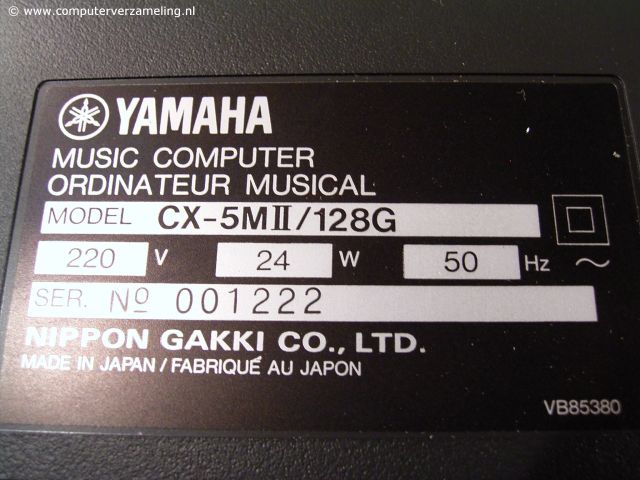 © www.computerverzameling.nl
YAMAHA
MUSIC COMPUTER
ORDINATEUR MUSICAL
MODEL CX-5MII/128G
220 V 24 W 50 Hz ~
SER. Nº 001222
NIPPON GAKKI CO., LTD.
MADE IN JAPAN / FABRIQUÉ AU JAPON
VB85380